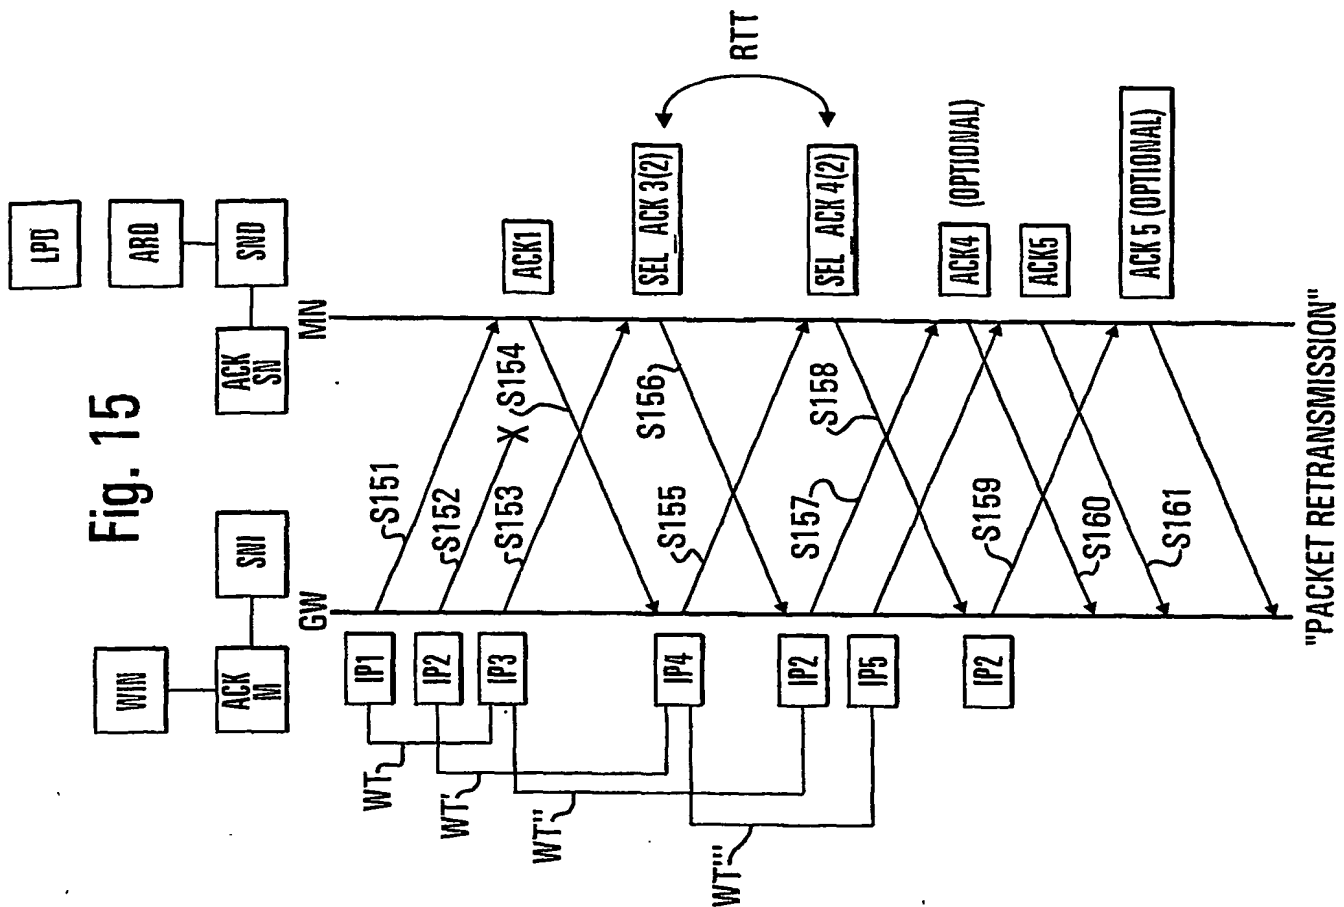 Fig. 15
WIN
ACK
M
SNI
ACK
SN
SND
ARQ
LPD
GW
MN
IP1
IP2
IP3
IP4
IP2
IP5
IP2
WT
WT'
WT''
WT'''
S151
S152
S153
X
S154
S155
S156
S157
S158
S159
S160
S161
ACK1
SEL_ACK 3(2)
SEL_ACK 4(2)
RTT
ACK4 (OPTIONAL)
ACK5
ACK 5 (OPTIONAL)
"PACKET RETRANSMISSION"